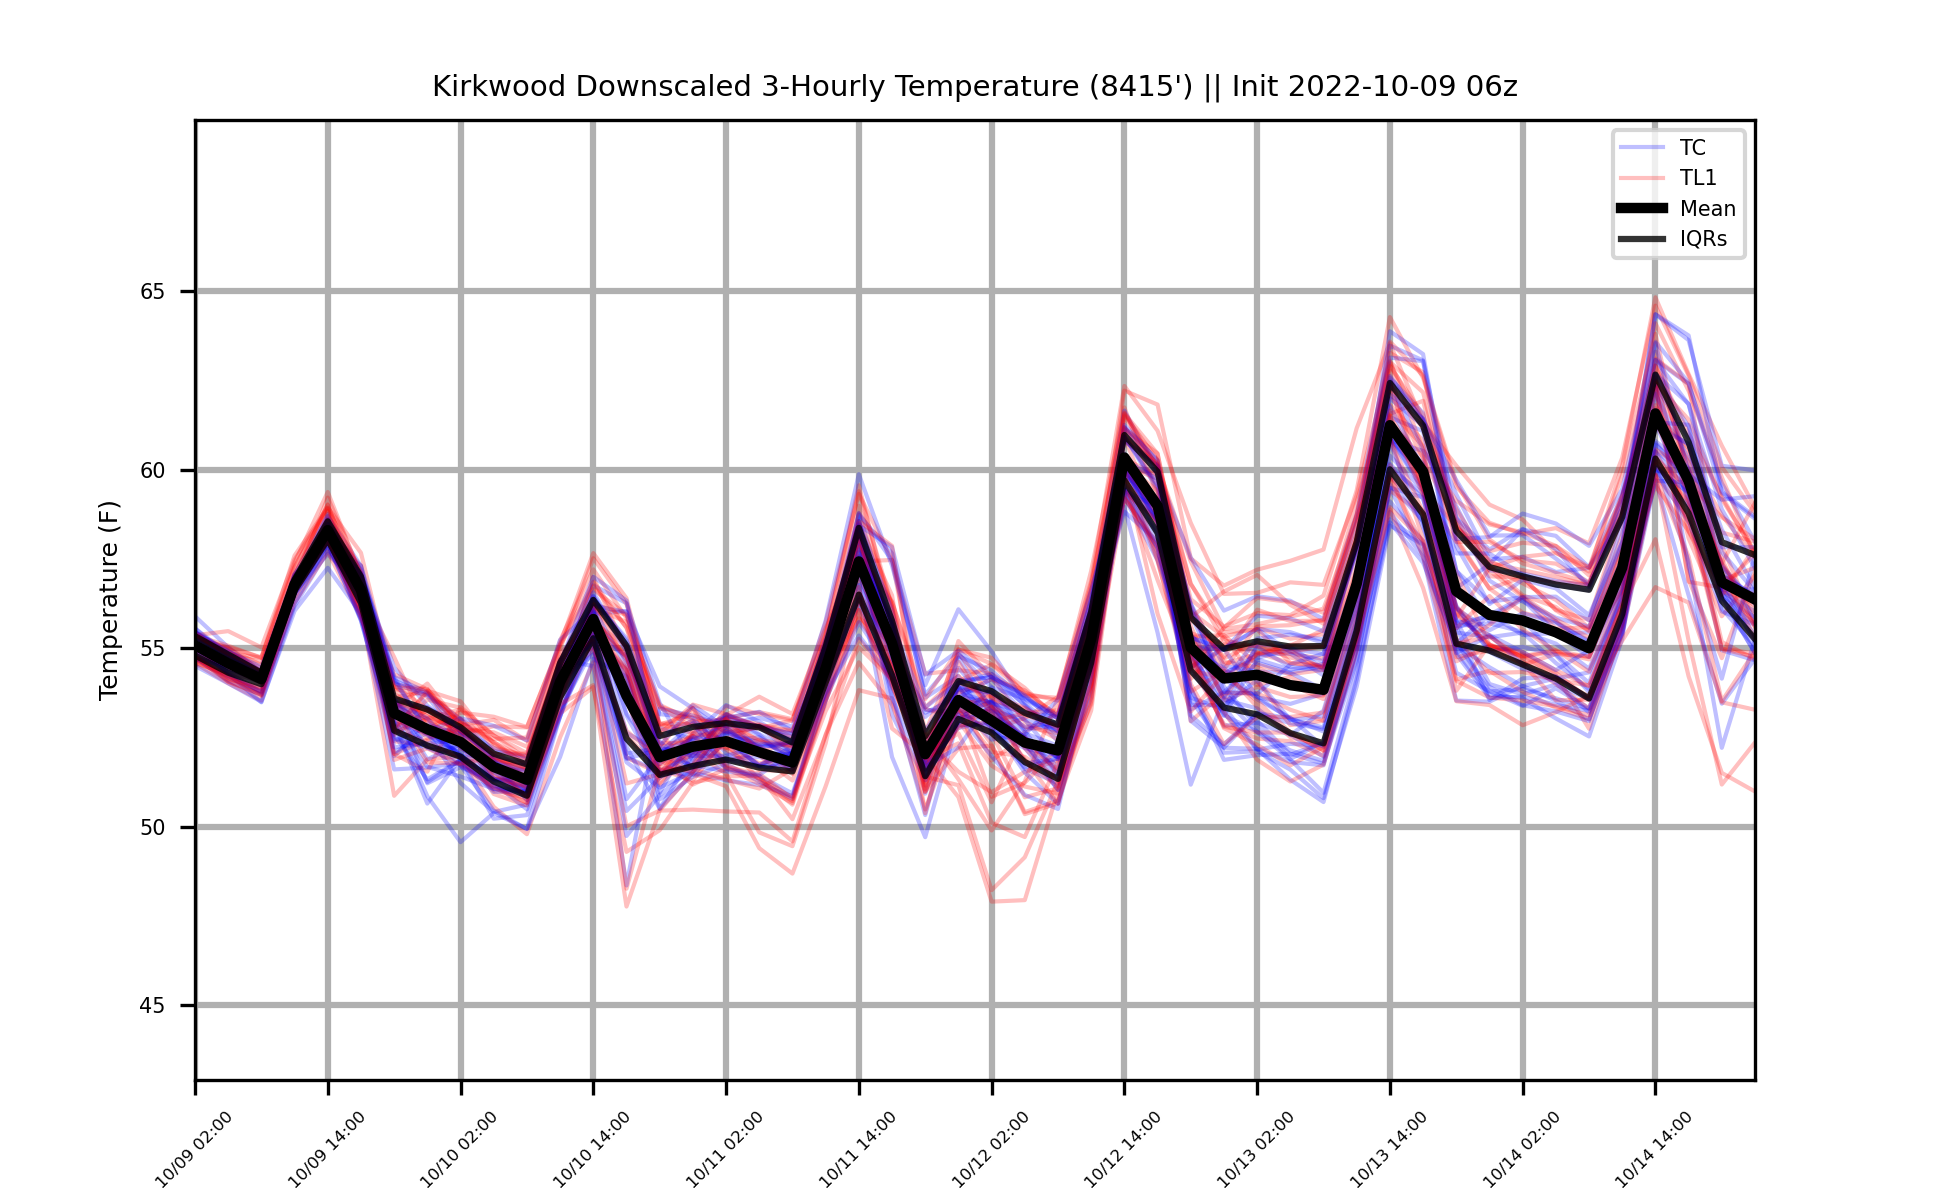 Kirkwood Downscaled 3-Hourly Temperature (8415') || Init 2022-10-09 06z
TC
TL1
Mean
IQRs
Temperature (F)
65
60
55
50
45
10/09 02:00
10/09 14:00
10/10 02:00
10/10 14:00
10/11 02:00
10/11 14:00
10/12 02:00
10/12 14:00
10/13 02:00
10/13 14:00
10/14 02:00
10/14 14:00